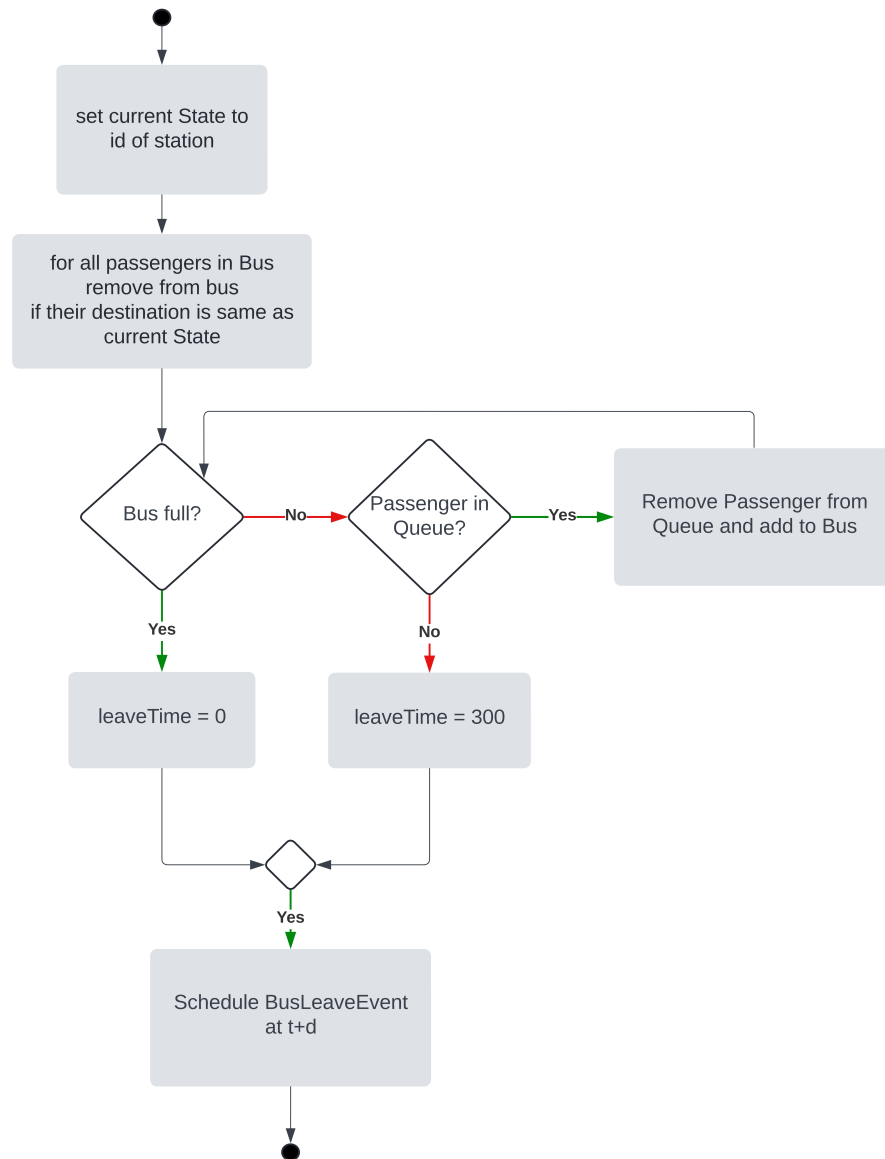 set current State to
id of station
for all passengers in Bus
remove from bus
if their destination is same as
current State
Bus full?
No
Passenger in
Queue?
Yes
Remove Passenger from
Queue and add to Bus
Yes
No
leaveTime = 0
leaveTime = 300
Yes
Schedule BusLeaveEvent
at t+d